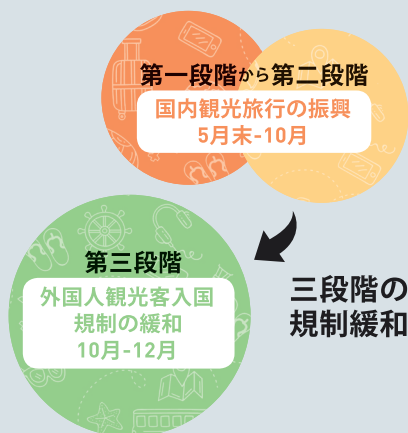 第一段階から第二段階
国内観光旅行の振興
5月末-10月
第三段階
外国人観光客入国
規制の緩和
10月-12月
三段階の
規制緩和